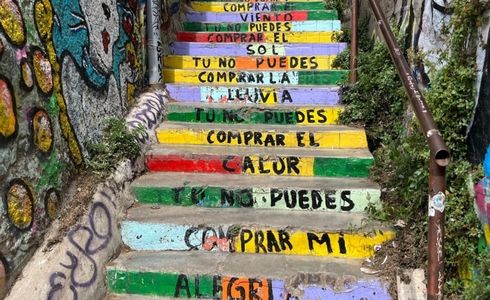 COMPRAR EL
VIENTO
TU NO PUEDES
COMPRAR EL
SOL
TU NO PUEDES
COMPRAR LA
LLUVIA
TU NO PUEDES
COMPRAR EL
CALOR
TU NO PUEDES
COMPRAR MI
ALEGRI